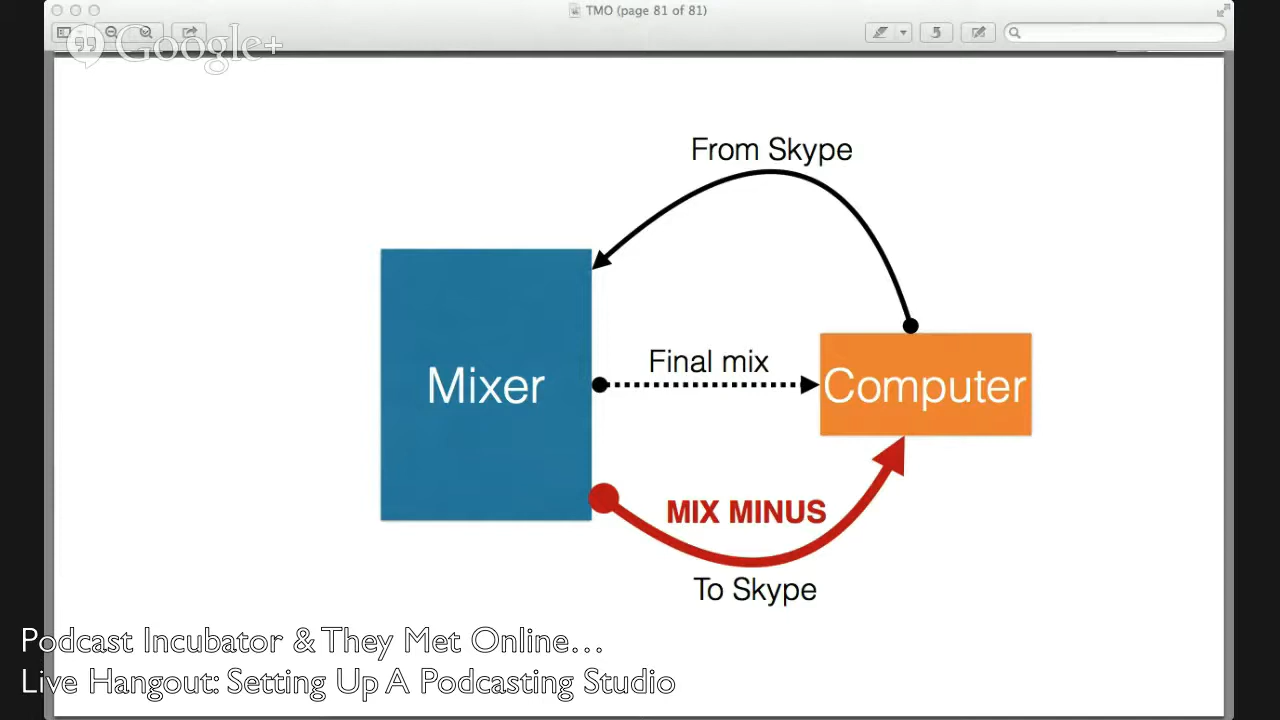 TMO (page 81 of 81)
Google+
From Skype
Final mix
Mixer
Computer
MIX MINUS
To Skype
Podcast Incubator & They Met Online…
Live Hangout: Setting Up A Podcasting Studio